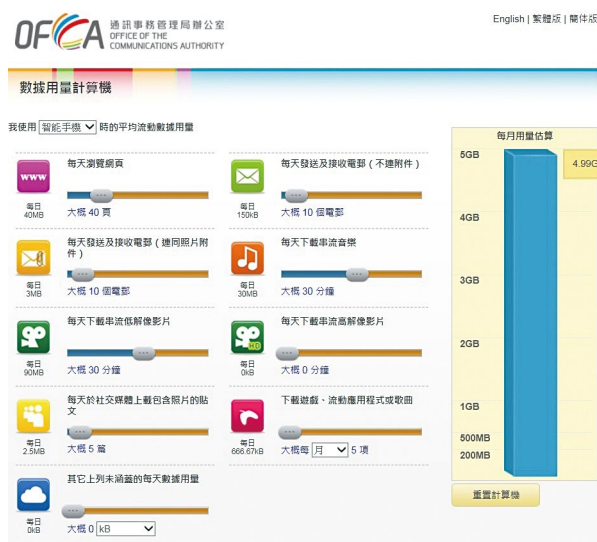 English | 繁體版 | 簡体版
OFCA
通訊事務管理局辦公室
OFFICE OF THE
COMMUNICATIONS AUTHORITY
數據用量計算機
我使用 智能手機 時的平均流動數據用量
www
每天瀏覽網頁
每日
40MB
大概 40 頁
每天發送及接收電郵（不連附件）
每日
150kB
大概 10 個電郵
每天發送及接收電郵（連同照片附
件）
每日
3MB
大概 10 個電郵
每天下載串流音樂
每日
30MB
大概 30 分鐘
每天下載串流低解像影片
每日
90MB
大概 30 分鐘
每天下載串流高解像影片
HD
每日
0kB
大概 0 分鐘
每天於社交媒體上載包含照片的貼
文
每日
2.5MB
大概 5 篇
下載遊戲、流動應用程式或歌曲
每日
666.67kB
大概每 月 5 項
其它上列未涵蓋的每天數據用量
每日
0kB
大概 0 kB
每月用量估算
5GB
4.99G
4GB
3GB
2GB
1GB
500MB
200MB
重置計算機